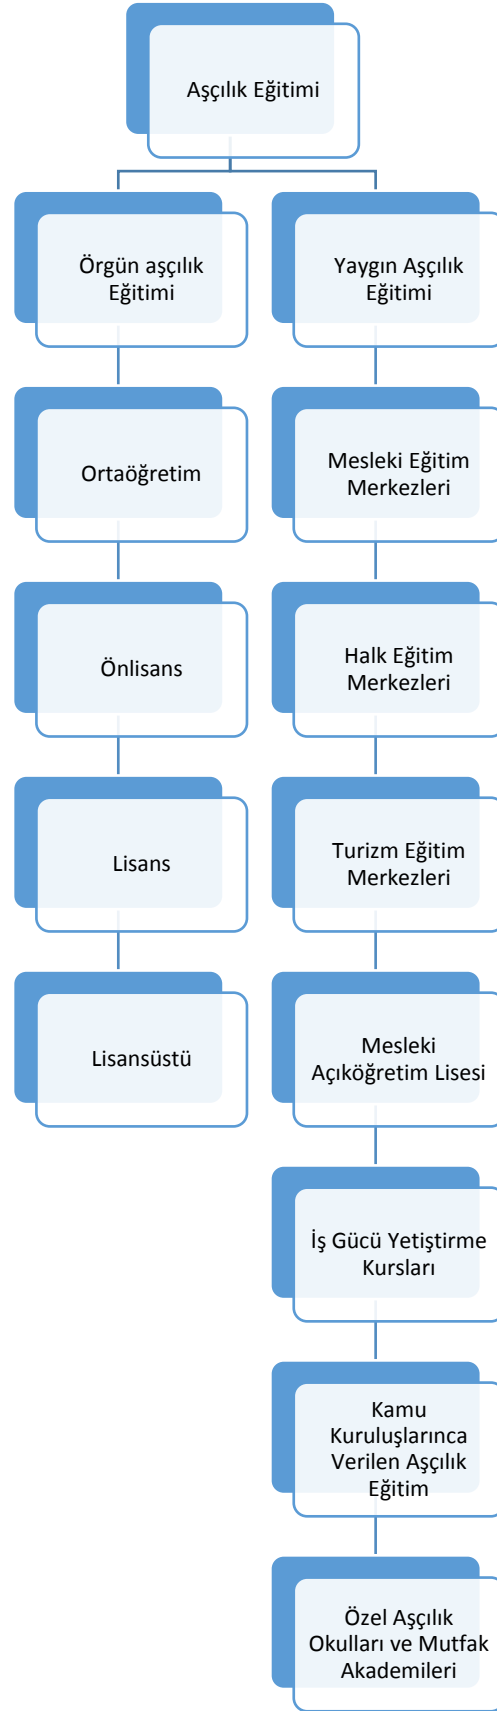 Aşçılık Eğitimi
Örgün aşçılık
Eğitimi
Ortaöğretim
Önlisans
Lisans
Lisansüstü
Yaygın Aşçılık
Eğitimi
Mesleki Eğitim
Merkezleri
Halk Eğitim
Merkezleri
Turizm Eğitim
Merkezleri
Mesleki
Açıköğretim Lisesi
İş Gücü Yetiştirme
Kursları
Kamu
Kuruluşlarınca
Verilen Aşçılık
Eğitim
Özel Aşçılık
Okulları ve Mutfak
Akademileri